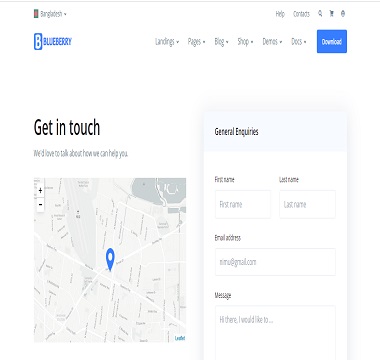 Bangladesh Help Contacts
BLUEBERRY Landings Pages Blog Shop Demos Docs Download
Get in touch
We'd love to talk about how we can help you.
General Enquiries
First name Last name
First name Last name
Email address
nimu@gmail.com
Message
Hi there, I would like to ...
+
-
Leaflet